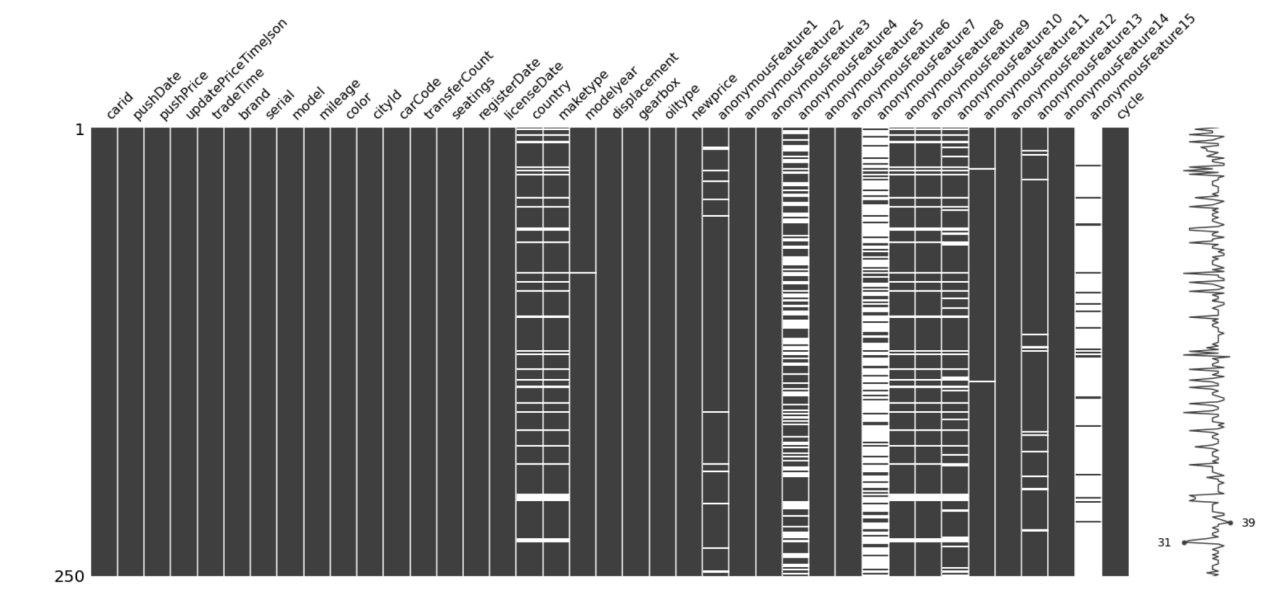 carid
pushDate
pushPrice
updatePriceTimeJson
tradeTime
brand
serial
model
mileage
color
cityId
carCode
transferCount
seatings
registerDate
licenseDate
country
maketype
modelyear
displacement
gearbox
oiltype
newprice
anonymousFeature1
anonymousFeature2
anonymousFeature3
anonymousFeature4
anonymousFeature5
anonymousFeature6
anonymousFeature7
anonymousFeature8
anonymousFeature9
anonymousFeature10
anonymousFeature11
anonymousFeature12
anonymousFeature13
anonymousFeature14
anonymousFeature15
cycle
1
39
31
250